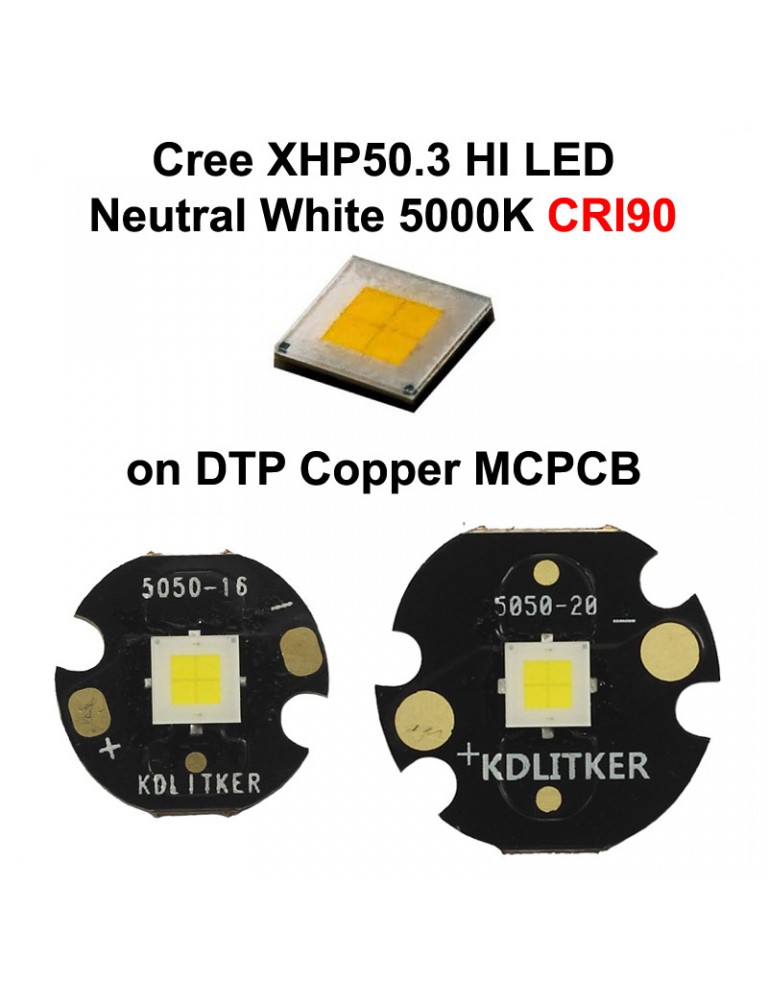 Cree XHP50.3 HI LED
Neutral White 5000K CRI90
on DTP Copper MCPCB
5050-16
−
+
KDLITKER
5050-20
−
+KDLITKER